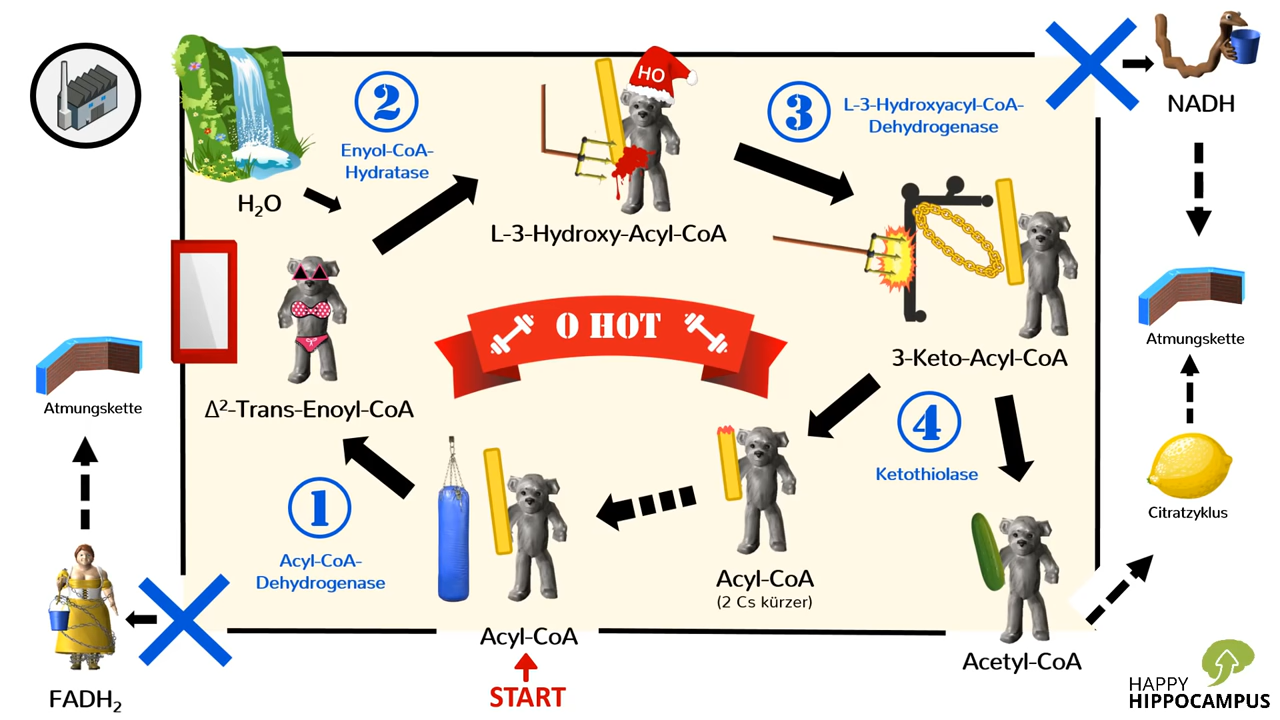 2
Enyol-CoA-
Hydratase
H₂O
HO
L-3-Hydroxy-Acyl-CoA
3
L-3-Hydroxyacyl-CoA-
Dehydrogenase
NADH
Atmungskette
Citratzyklus
3-Keto-Acyl-CoA
O HOT
Δ²-Trans-Enoyl-CoA
Atmungskette
4
Ketothiolase
1
Acyl-CoA-
Dehydrogenase
Acyl-CoA
(2 Cs kürzer)
Acyl-CoA
START
Acetyl-CoA
FADH₂
HAPPY
HIPPOCAMPUS